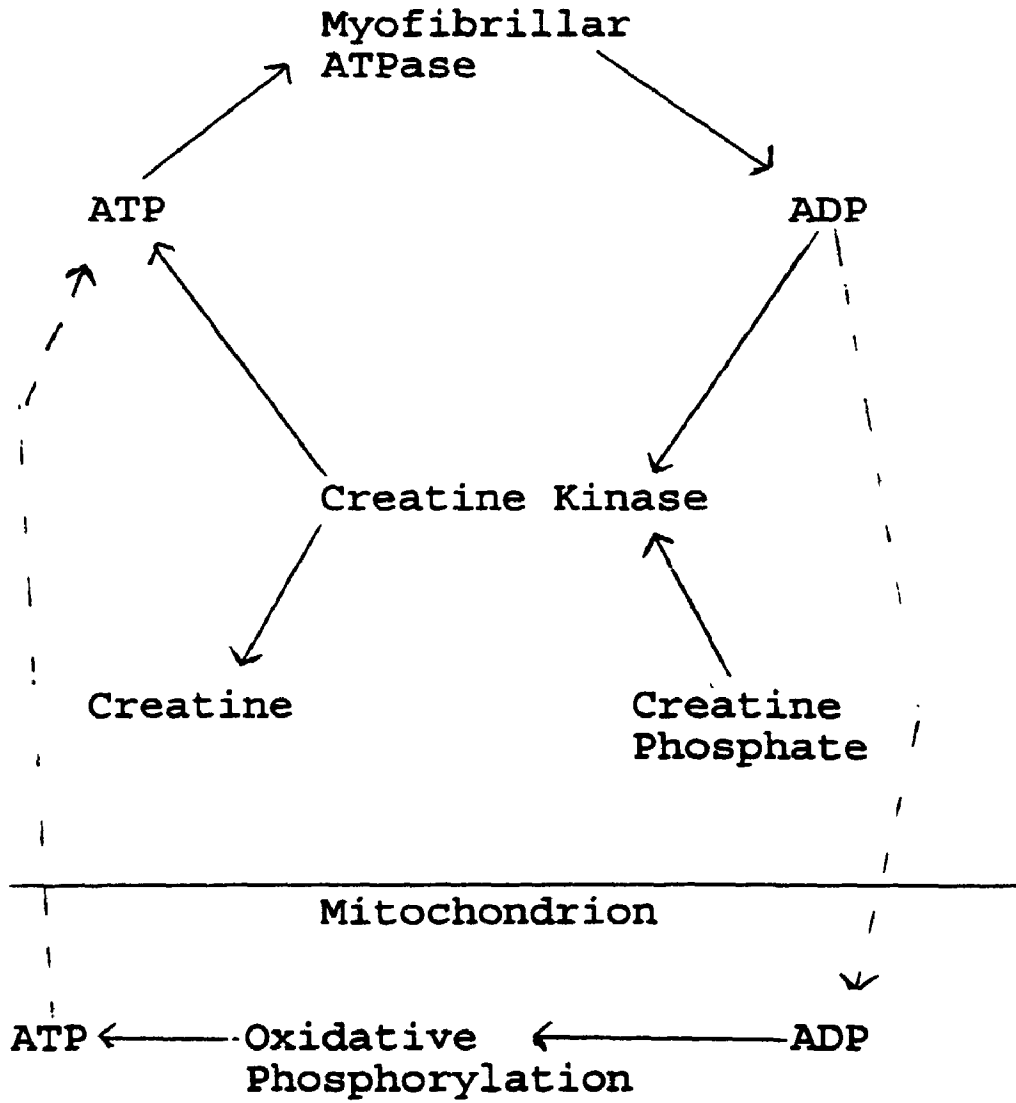 Myofibrillar
ATPase
ATP
ADP
Creatine Kinase
Creatine
Creatine
Phosphate
Mitochondrion
ATP
Oxidative
Phosphorylation
ADP